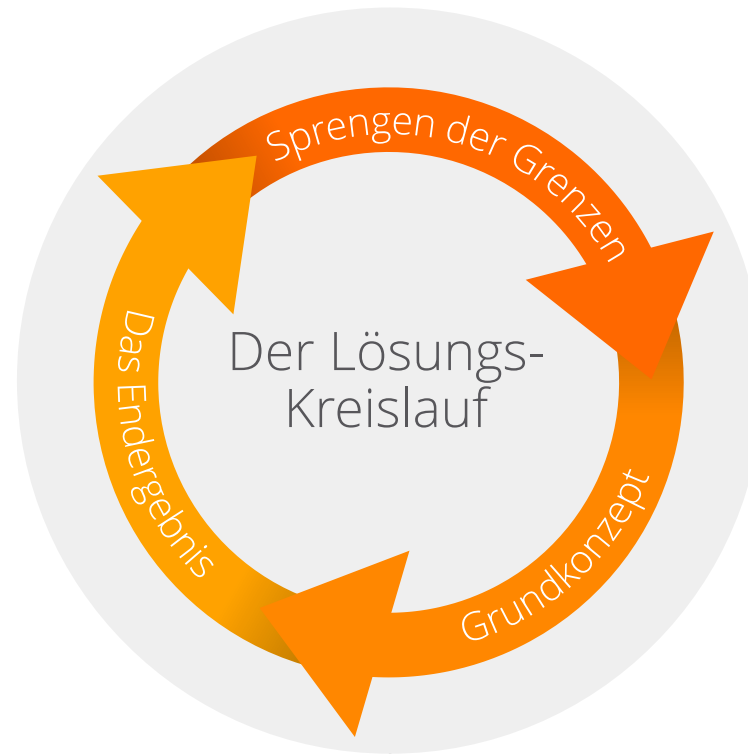 Sprengen der Grenzen
Der Lösungs-
Kreislauf
Grundkonzept
Das Endergebnis